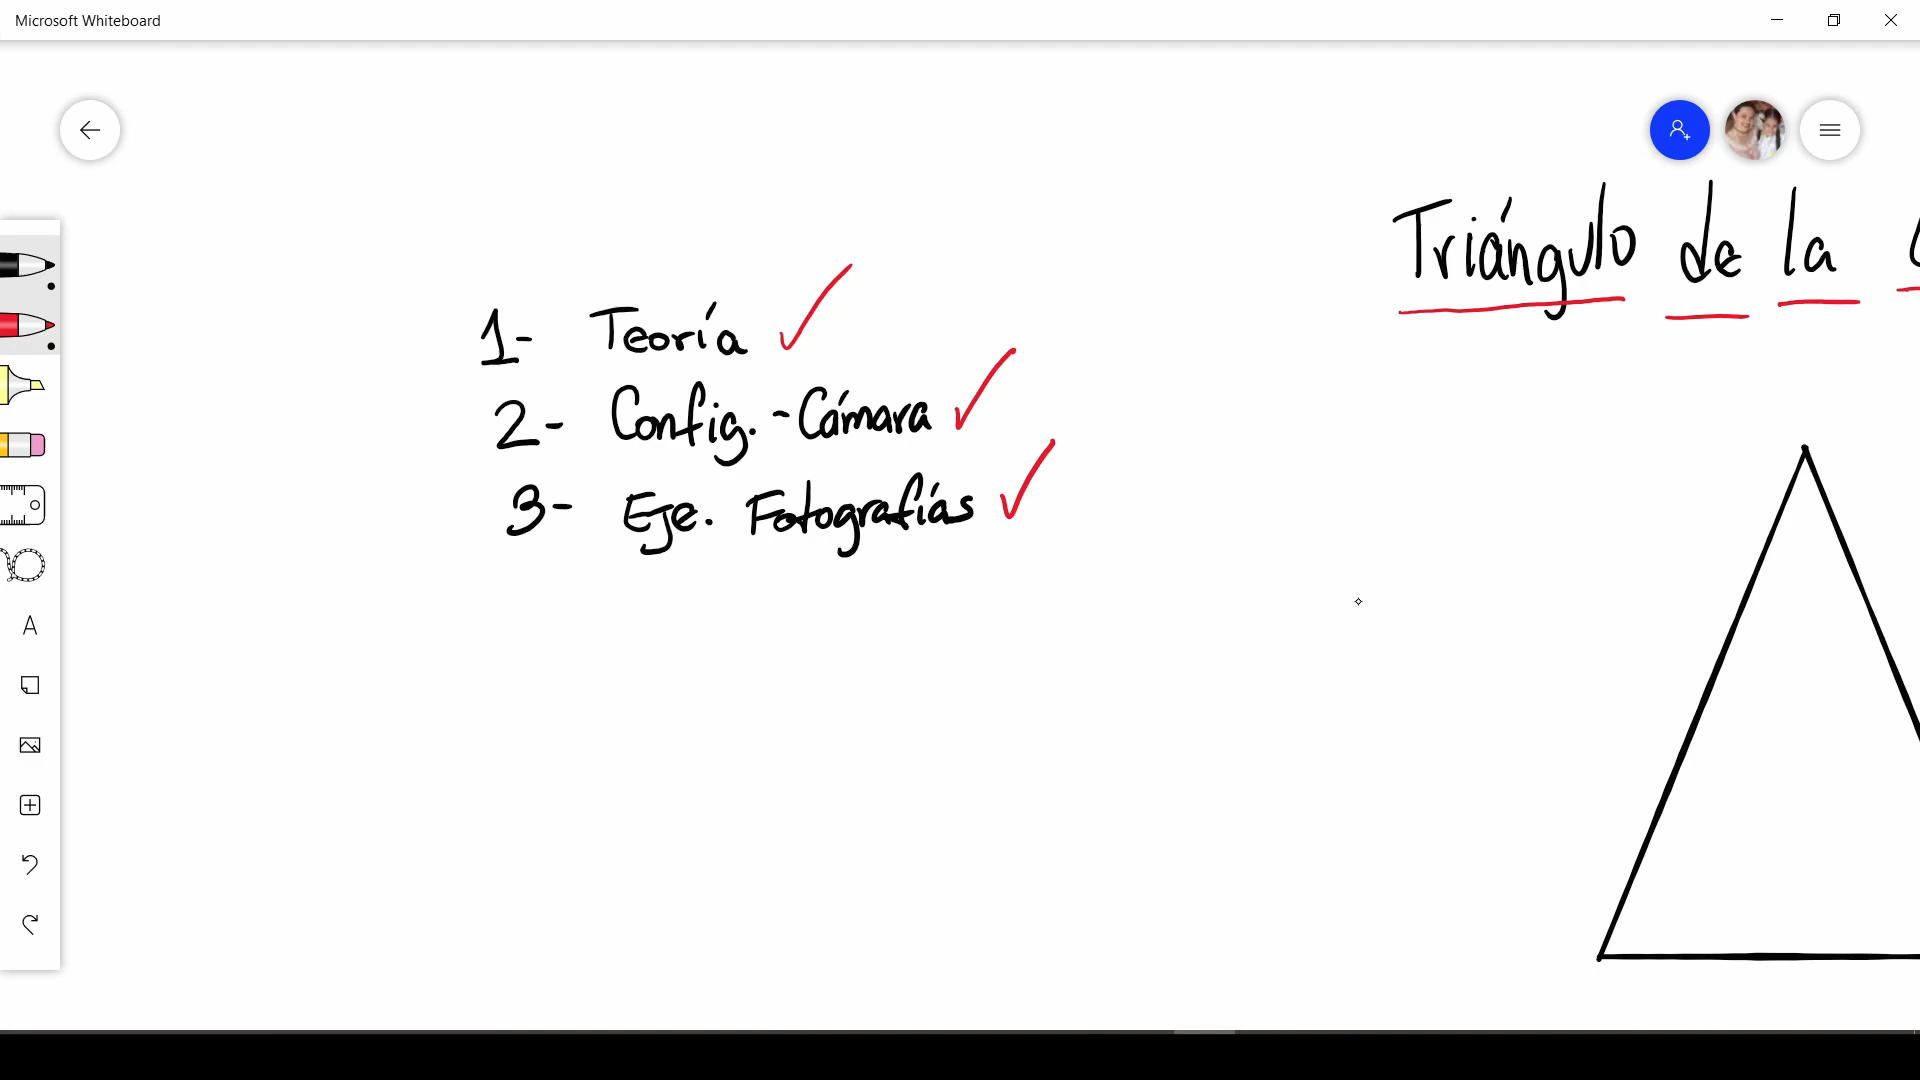 Microsoft Whiteboard
Triángulo de la
1- Teoría
2- Config. - Cámara
3- Eje. Fotografías